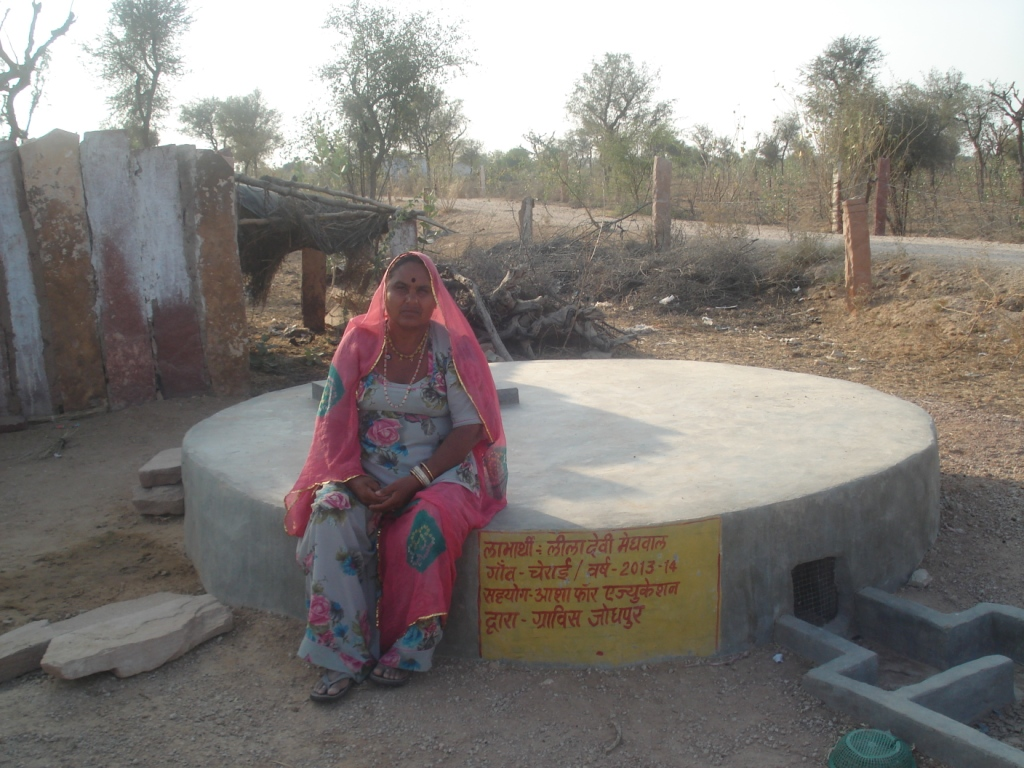 लाभार्थी - लीलादेवी मेघवाल
गाँव - चेराई / वर्ष - 2013-14
सहयोग - आशा फार एज्युकेशन
द्वारा - ग्राविस जोधपुर